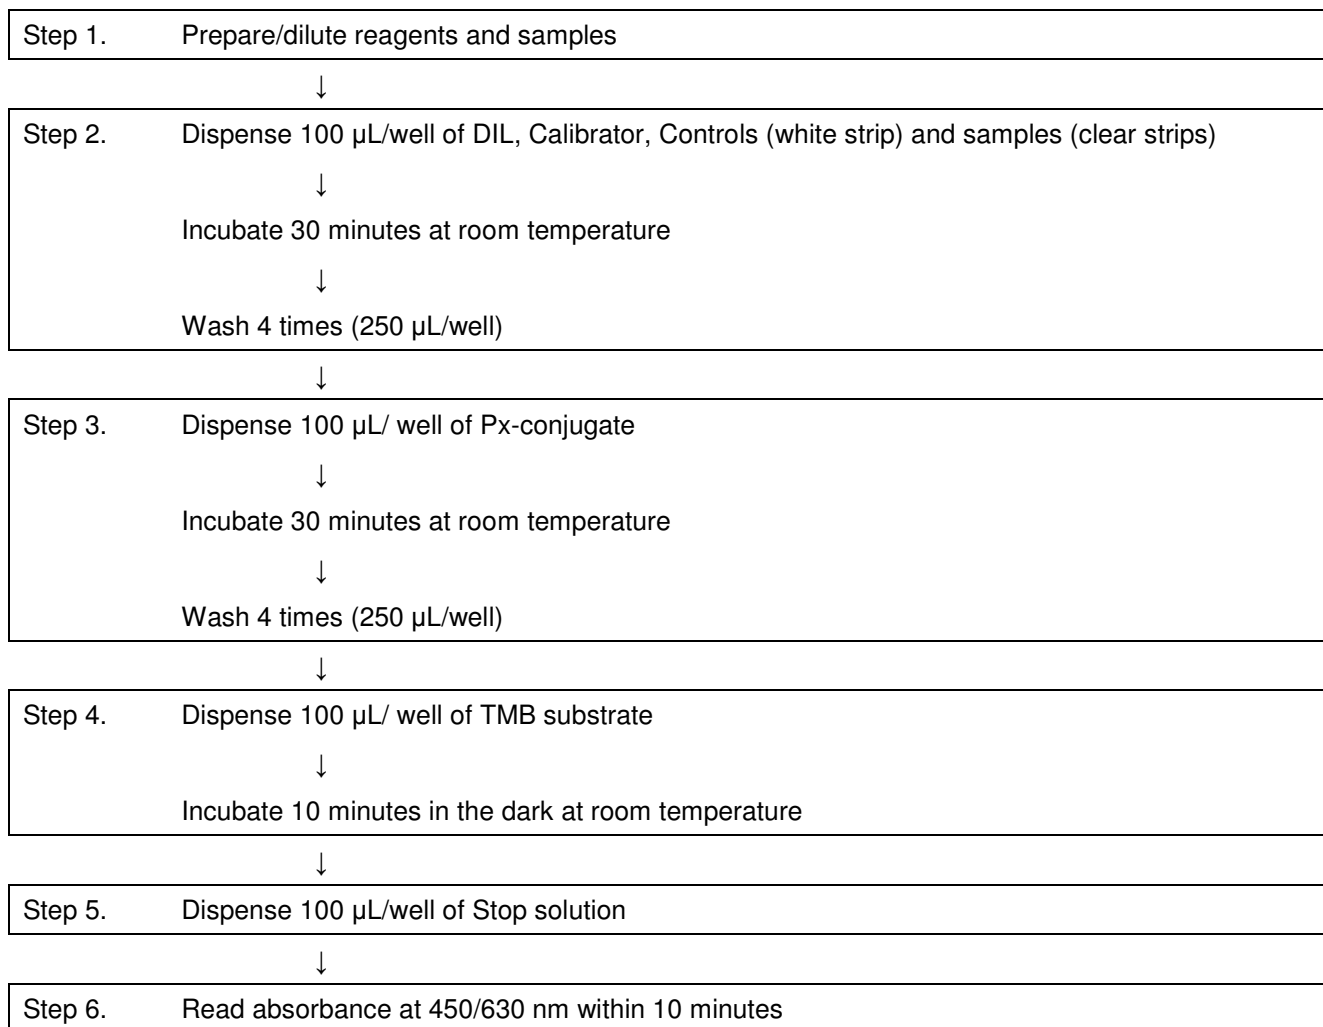 Step 1. Prepare/dilute reagents and samples
↓
Step 2. Dispense 100 µL/well of DIL, Calibrator, Controls (white strip) and samples (clear strips)
↓
Incubate 30 minutes at room temperature
↓
Wash 4 times (250 µL/well)
↓
Step 3. Dispense 100 µL/ well of Px-conjugate
↓
Incubate 30 minutes at room temperature
↓
Wash 4 times (250 µL/well)
↓
Step 4. Dispense 100 µL/ well of TMB substrate
↓
Incubate 10 minutes in the dark at room temperature
↓
Step 5. Dispense 100 µL/well of Stop solution
↓
Step 6. Read absorbance at 450/630 nm within 10 minutes